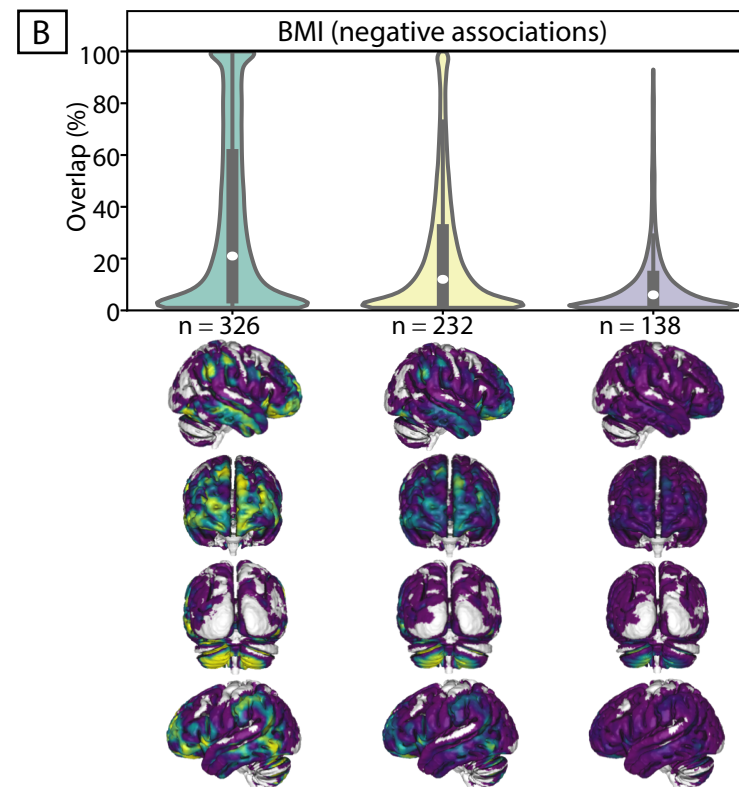 B
BMI (negative associations)
Overlap (%)
100
80
60
40
20
0
n = 326
n = 232
n = 138